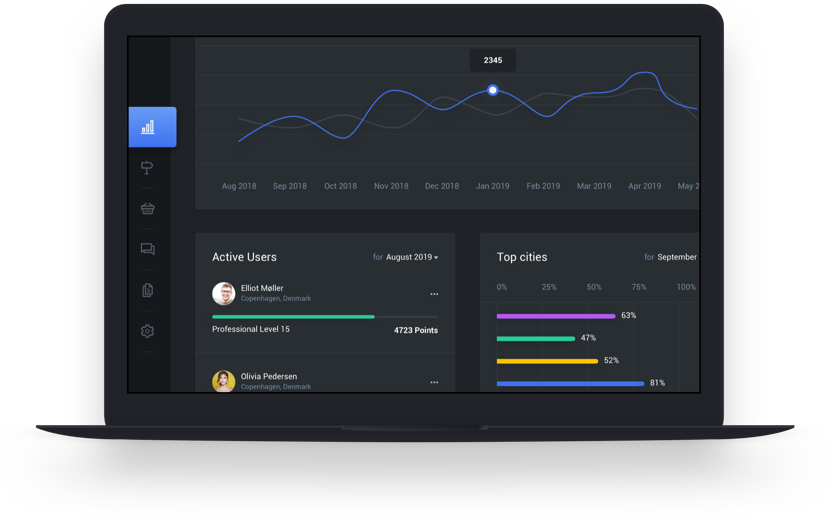 2345
Aug 2018 Sep 2018 Oct 2018 Nov 2018 Dec 2018 Jan 2019 Feb 2019 Mar 2019 Apr 2019 May 2
Active Users for August 2019
Top cities for September
0% 25% 50% 75% 100%
Elliot Møller
Copenhagen, Denmark
Professional Level 15 4723 Points
Olivia Pedersen
Copenhagen, Denmark
63%
47%
52%
81%